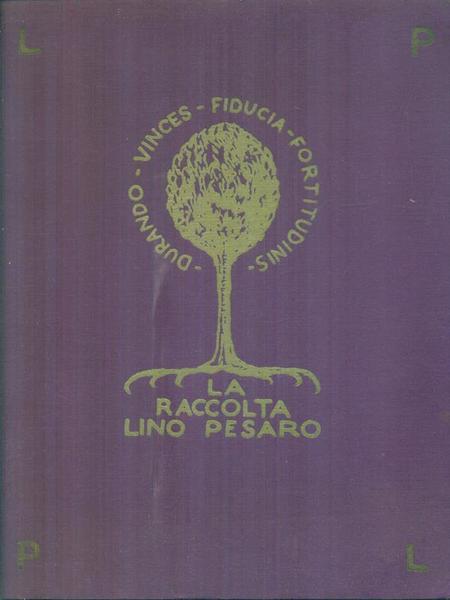 L P
- DURANDO - VINCES - FIDUCIA - FORTITUDINIS -
LA
RACCOLTA
LINO PESARO
P L